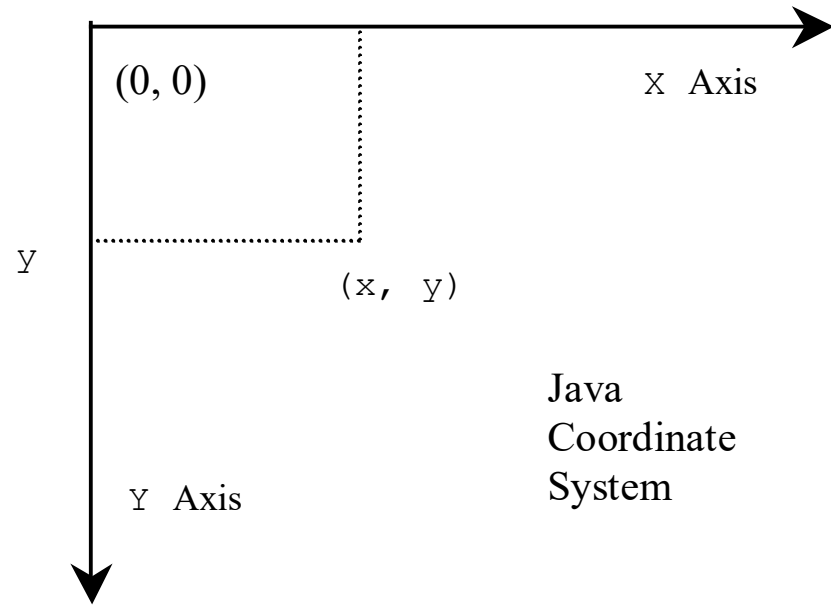 (0, 0)
X Axis
y
(x, y)
Java
Coordinate
System
Y Axis